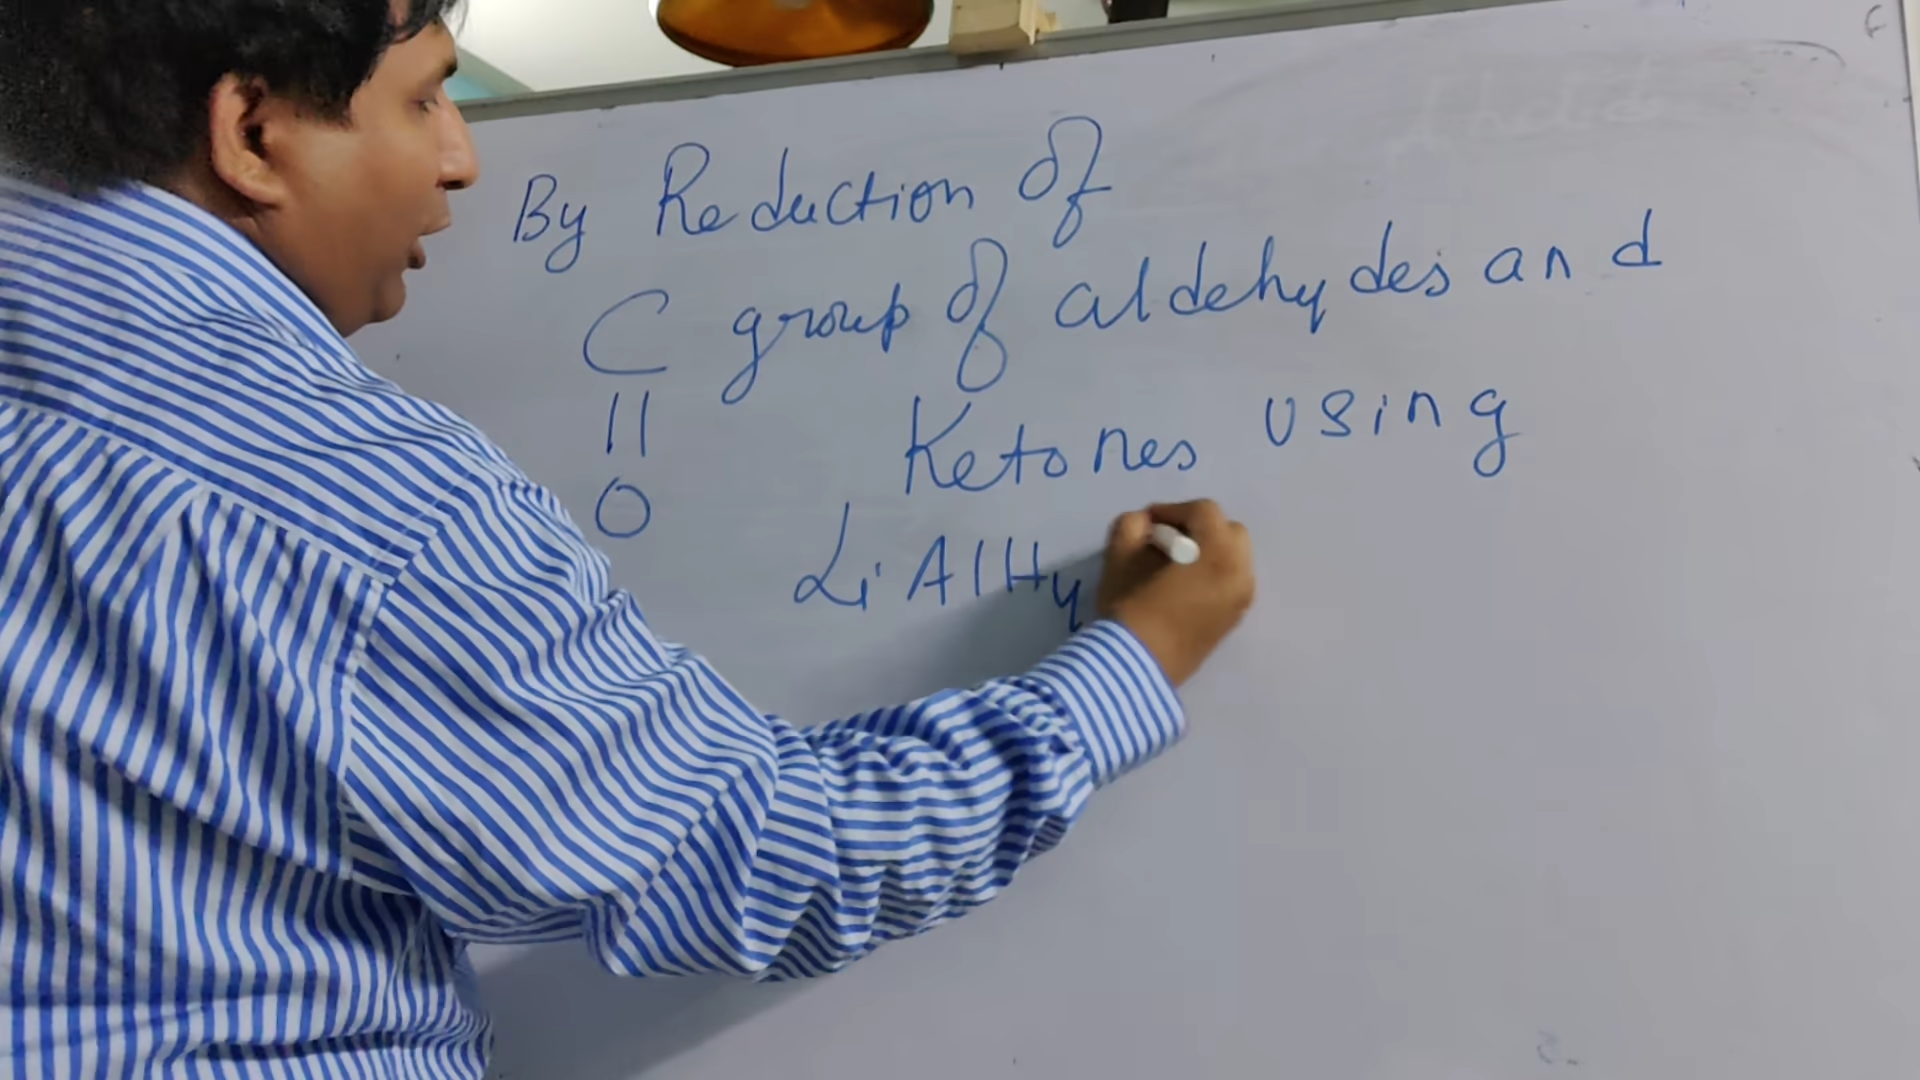 By Reduction of
C group of aldehydes and
||
O
Ketones using
LiAlH4